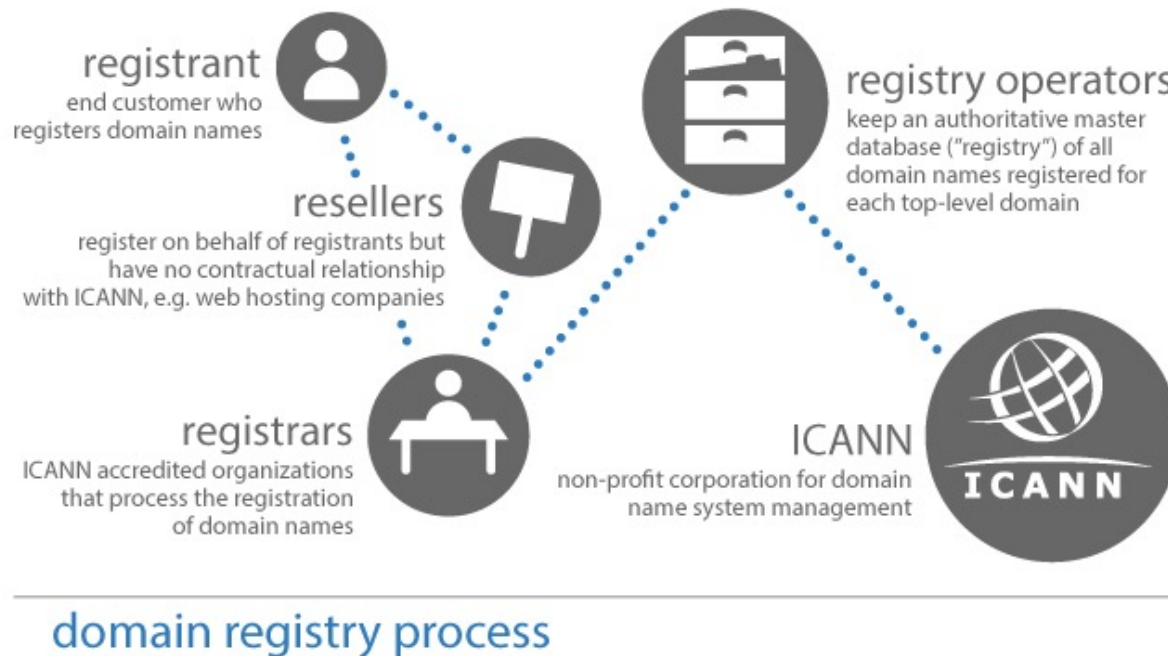 registrant
end customer who
registers domain names
resellers
register on behalf of registrants but
have no contractual relationship
with ICANN, e.g. web hosting companies
registrars
ICANN accredited organizations
that process the registration
of domain names
registry operators
keep an authoritative master
database ("registry") of all
domain names registered for
each top-level domain
ICANN
non-profit corporation for domain
name system management
ICANN
domain registry process